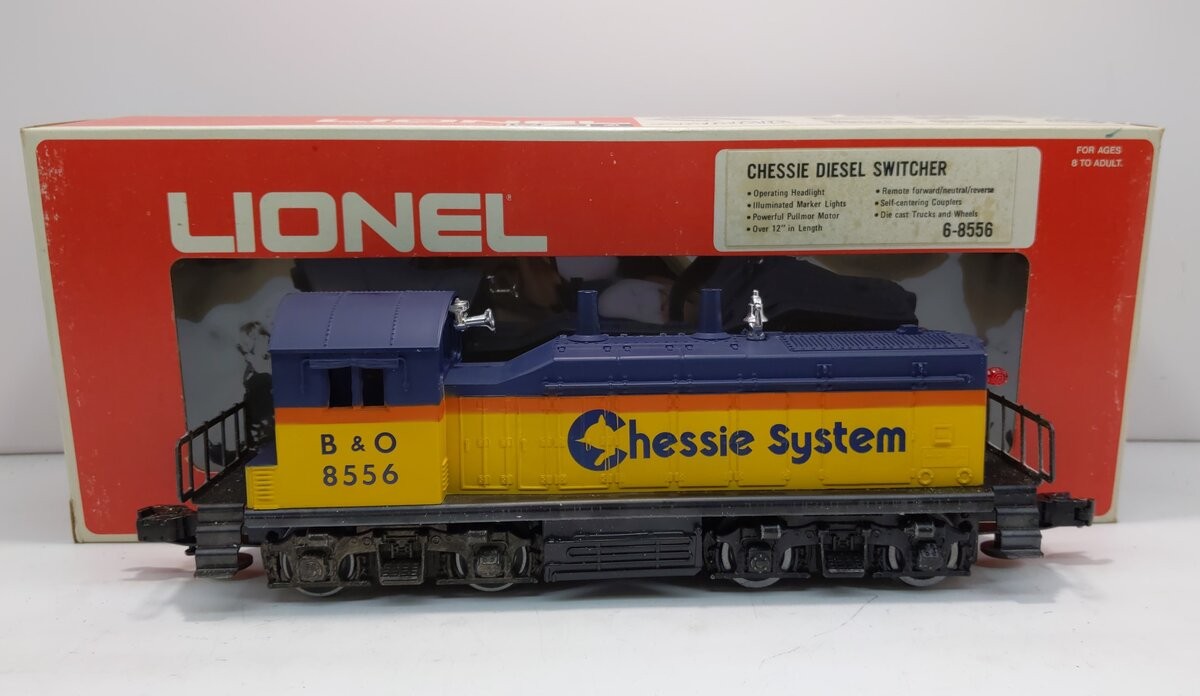 LIONEL
FOR AGES
8 TO ADULT.
CHESSIE DIESEL SWITCHER
• Operating Headlight
• Illuminated Marker Lights
• Powerful Pullmor Motor
• Over 12" in Length
• Remote forward/neutral/reverse
• Self-centering Couplers
• Die cast Trucks and Wheels
6-8556
B & O
8556
Chessie System